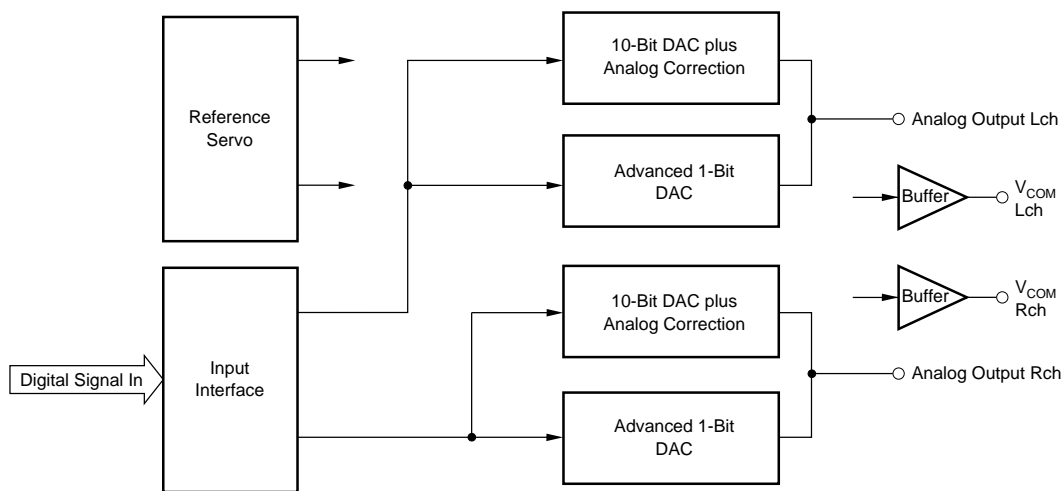 Reference
Servo
10-Bit DAC plus
Analog Correction
Advanced 1-Bit
DAC
Analog Output Lch
Buffer
VCOM
Lch
Digital Signal In
Input
Interface
10-Bit DAC plus
Analog Correction
Advanced 1-Bit
DAC
Buffer
VCOM
Rch
Analog Output Rch